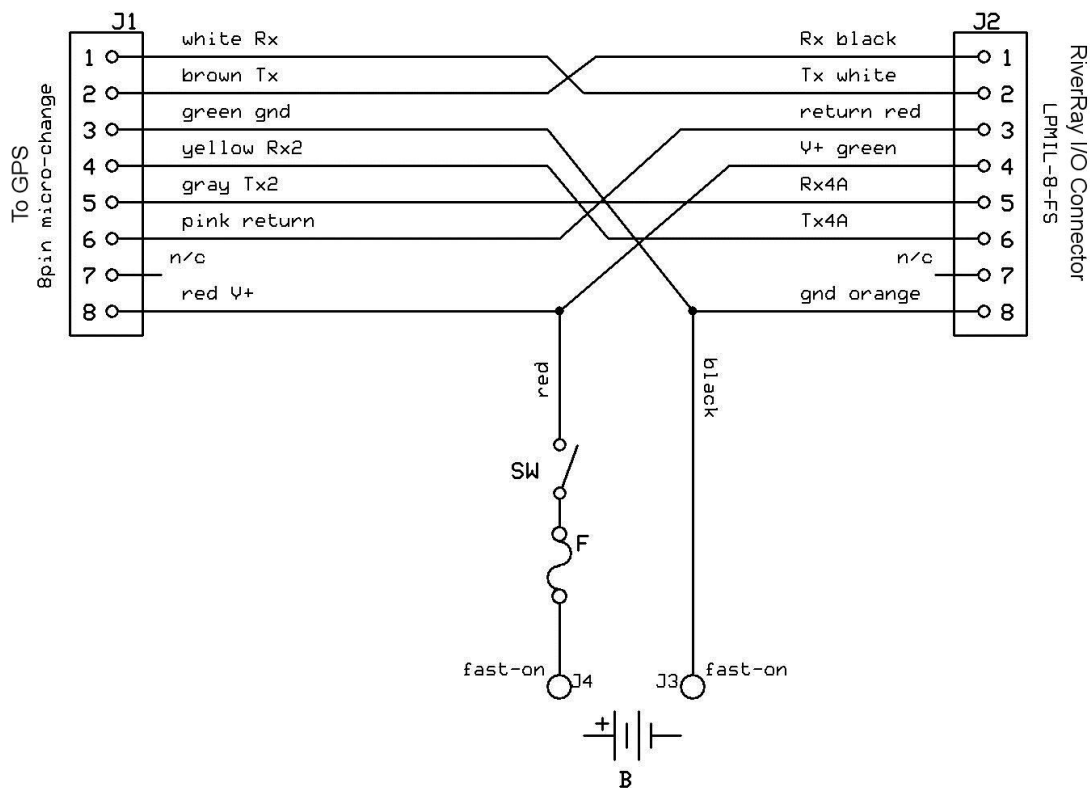 J1
To GPS
8pin micro-change
1 white Rx
2 brown Tx
3 green gnd
4 yellow Rx2
5 gray Tx2
6 pink return
7 n/c
8 red V+
J2
RiverRay I/O Connector
LPMIL-8-FS
Rx black 1
Tx white 2
return red 3
V+ green 4
Rx4A 5
Tx4A 6
n/c 7
gnd orange 8
red
black
SW
F
fast-on J4
J3 fast-on
+
B